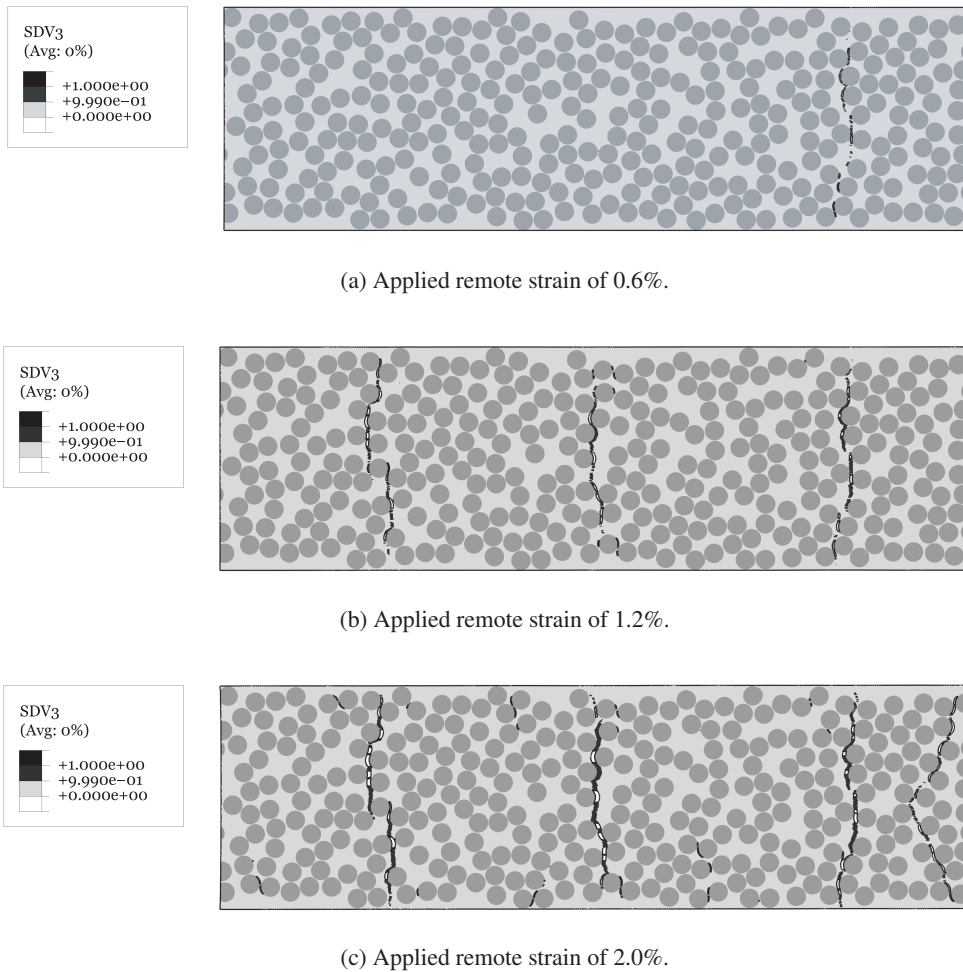 SDV3
(Avg: 0%)
+1.000e+00
+9.990e−01
+0.000e+00
(a) Applied remote strain of 0.6%.
SDV3
(Avg: 0%)
+1.000e+00
+9.990e−01
+0.000e+00
(b) Applied remote strain of 1.2%.
SDV3
(Avg: 0%)
+1.000e+00
+9.990e−01
+0.000e+00
(c) Applied remote strain of 2.0%.